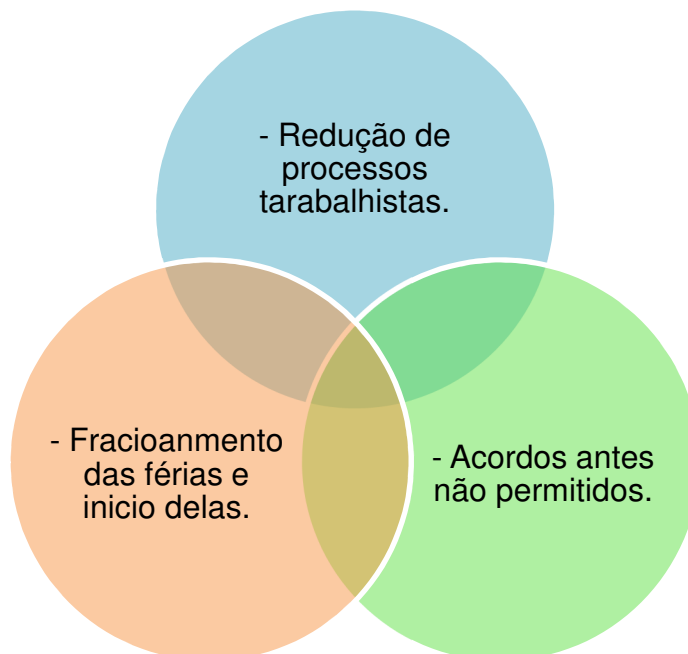 - Redução de
processos
tarabalhistas.
- Fracioanmento
das férias e
inicio delas.
- Acordos antes
não permitidos.